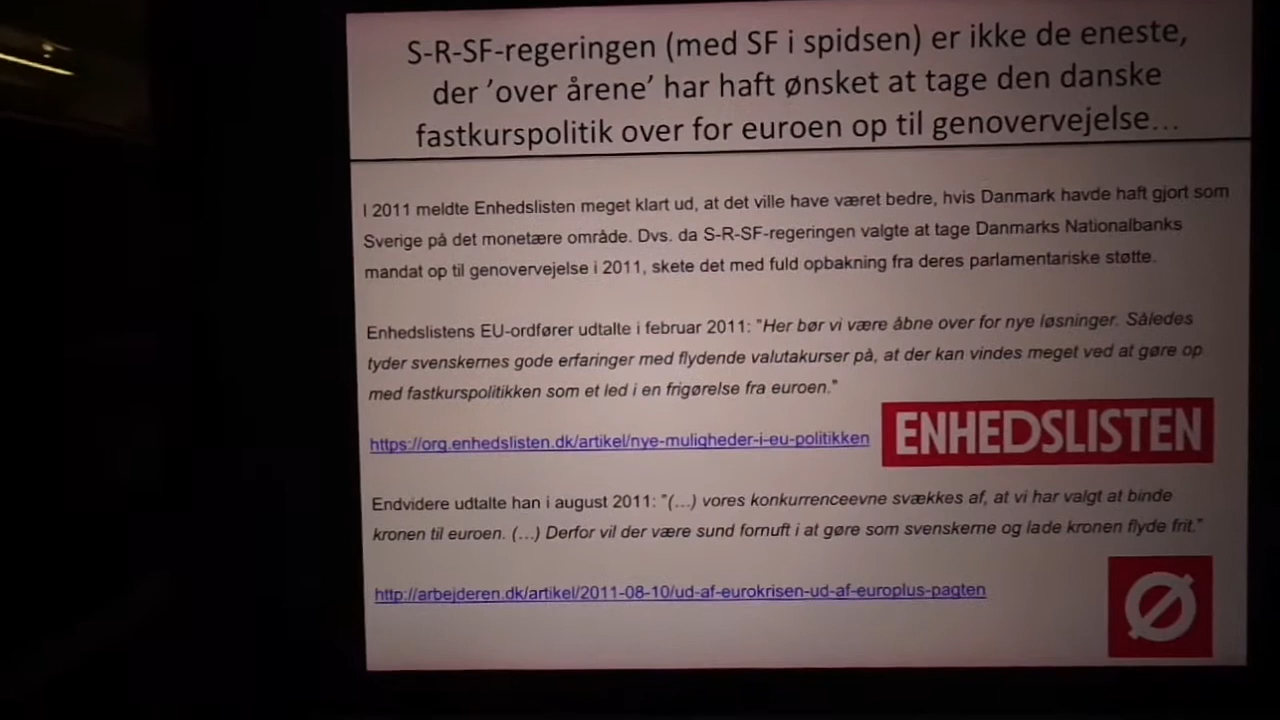 S-R-SF-regeringen (med SF i spidsen) er ikke de eneste,
der ’over årene’ har haft ønsket at tage den danske
fastkurspolitik over for euroen op til genovervejelse…
I 2011 meldte Enhedslisten meget klart ud, at det ville have været bedre, hvis Danmark havde haft gjort som
Sverige på det monetære område. Dvs. da S-R-SF-regeringen valgte at tage Danmarks Nationalbanks
mandat op til genovervejelse i 2011, skete det med fuld opbakning fra deres parlamentariske støtte.
Enhedslistens EU-ordfører udtalte i februar 2011: "Her bør vi være åbne over for nye løsninger. Således
tyder svenskernes gode erfaringer med flydende valutakurser på, at der kan vindes meget ved at gøre op
med fastkurspolitikken som et led i en frigørelse fra euroen."
https://org.enhedslisten.dk/artikel/nye-muligheder-i-eu-politikken
ENHEDSLISTEN
Endvidere udtalte han i august 2011: "(…) vores konkurrenceevne svækkes af, at vi har valgt at binde
kronen til euroen. (…) Derfor vil der være sund fornuft i at gøre som svenskerne og lade kronen flyde frit."
http://arbejderen.dk/artikel/2011-08-10/ud-af-eurokrisen-ud-af-europlus-pagten
Ø